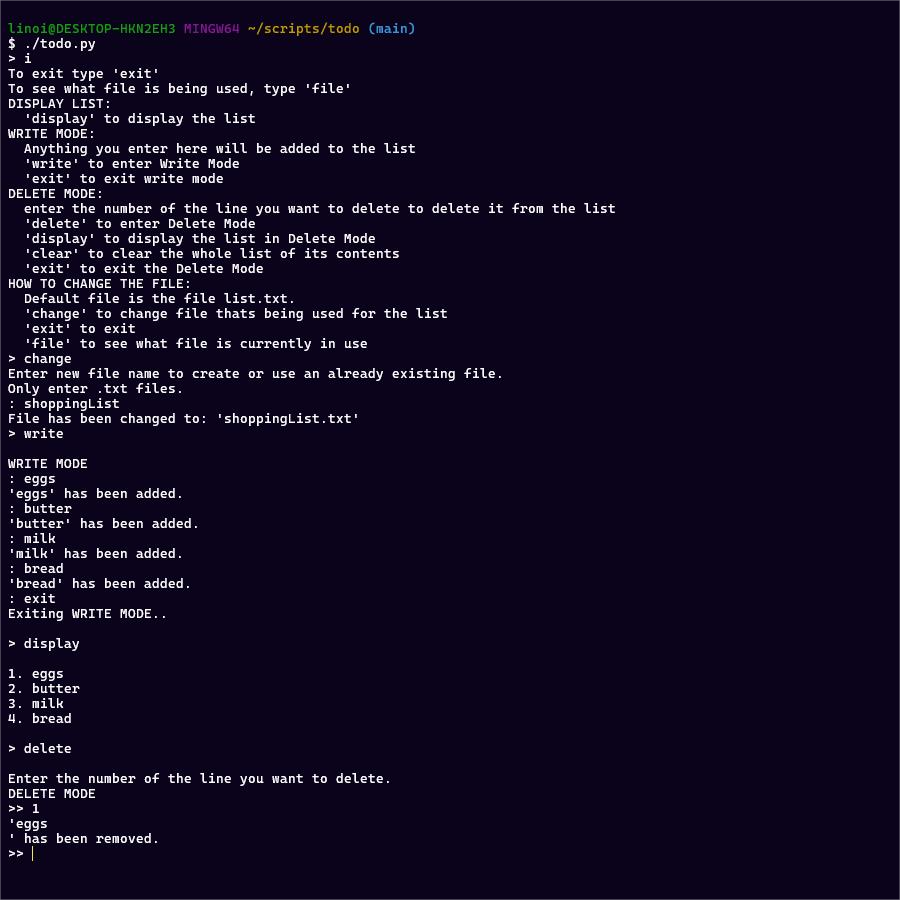 linoi@DESKTOP-HKN2EH3 MINGW64 ~/scripts/todo (main)
$ ./todo.py
> i
To exit type 'exit'
To see what file is being used, type 'file'
DISPLAY LIST:
  'display' to display the list
WRITE MODE:
  Anything you enter here will be added to the list
  'write' to enter Write Mode
  'exit' to exit write mode
DELETE MODE:
  enter the number of the line you want to delete to delete it from the list
  'delete' to enter Delete Mode
  'display' to display the list in Delete Mode
  'clear' to clear the whole list of its contents
  'exit' to exit the Delete Mode
HOW TO CHANGE THE FILE:
  Default file is the file list.txt.
  'change' to change file thats being used for the list
  'exit' to exit
  'file' to see what file is currently in use
> change
Enter new file name to create or use an already existing file.
Only enter .txt files.
: shoppingList
File has been changed to: 'shoppingList.txt'
> write

WRITE MODE
: eggs
'eggs' has been added.
: butter
'butter' has been added.
: milk
'milk' has been added.
: bread
'bread' has been added.
: exit
Exiting WRITE MODE..

> display

1. eggs
2. butter
3. milk
4. bread

> delete

Enter the number of the line you want to delete.
DELETE MODE
>> 1
'eggs
' has been removed.
>>